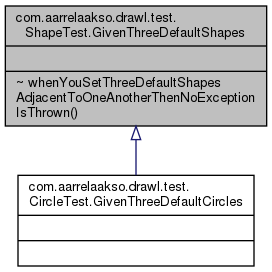 com.aarrelaakso.drawl.test.
ShapeTest.GivenThreeDefaultShapes
~ whenYouSetThreeDefaultShapes
AdjacentToOneAnotherThenNoException
IsThrown()
com.aarrelaakso.drawl.test.
CircleTest.GivenThreeDefaultCircles